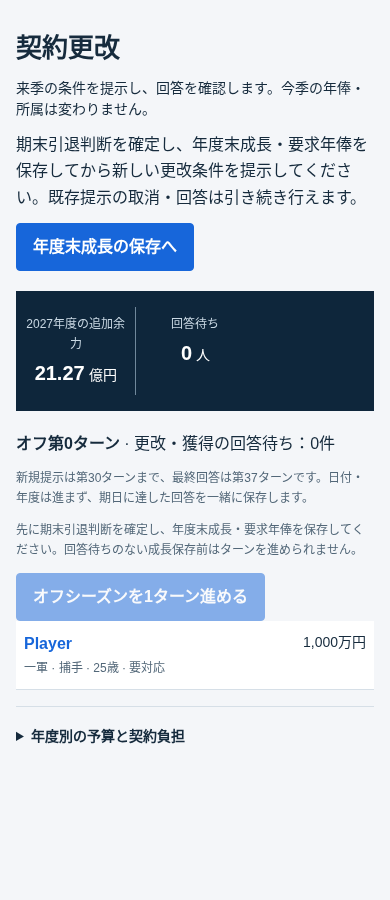 契約更改
来季の条件を提示し、回答を確認します。今季の年俸・
所属は変わりません。
期末引退判断を確定し、年度末成長・要求年俸を
保存してから新しい更改条件を提示してくださ
い。既存提示の取消・回答は引き続き行えます。
年度末成長の保存へ
2027年度の追加余
力
21.27 億円
回答待ち
0 人
オフ第0ターン · 更改・獲得の回答待ち：0件
新規提示は第30ターンまで、最終回答は第37ターンです。日付・
年度は進まず、期日に達した回答を一緒に保存します。
先に期末引退判断を確定し、年度末成長・要求年俸を保存してく
ださい。回答待ちのない成長保存前はターンを進められません。
オフシーズンを1ターン進める
Player
1,000万円
一軍 · 捕手 · 25歳 · 要対応
▶ 年度別の予算と契約負担